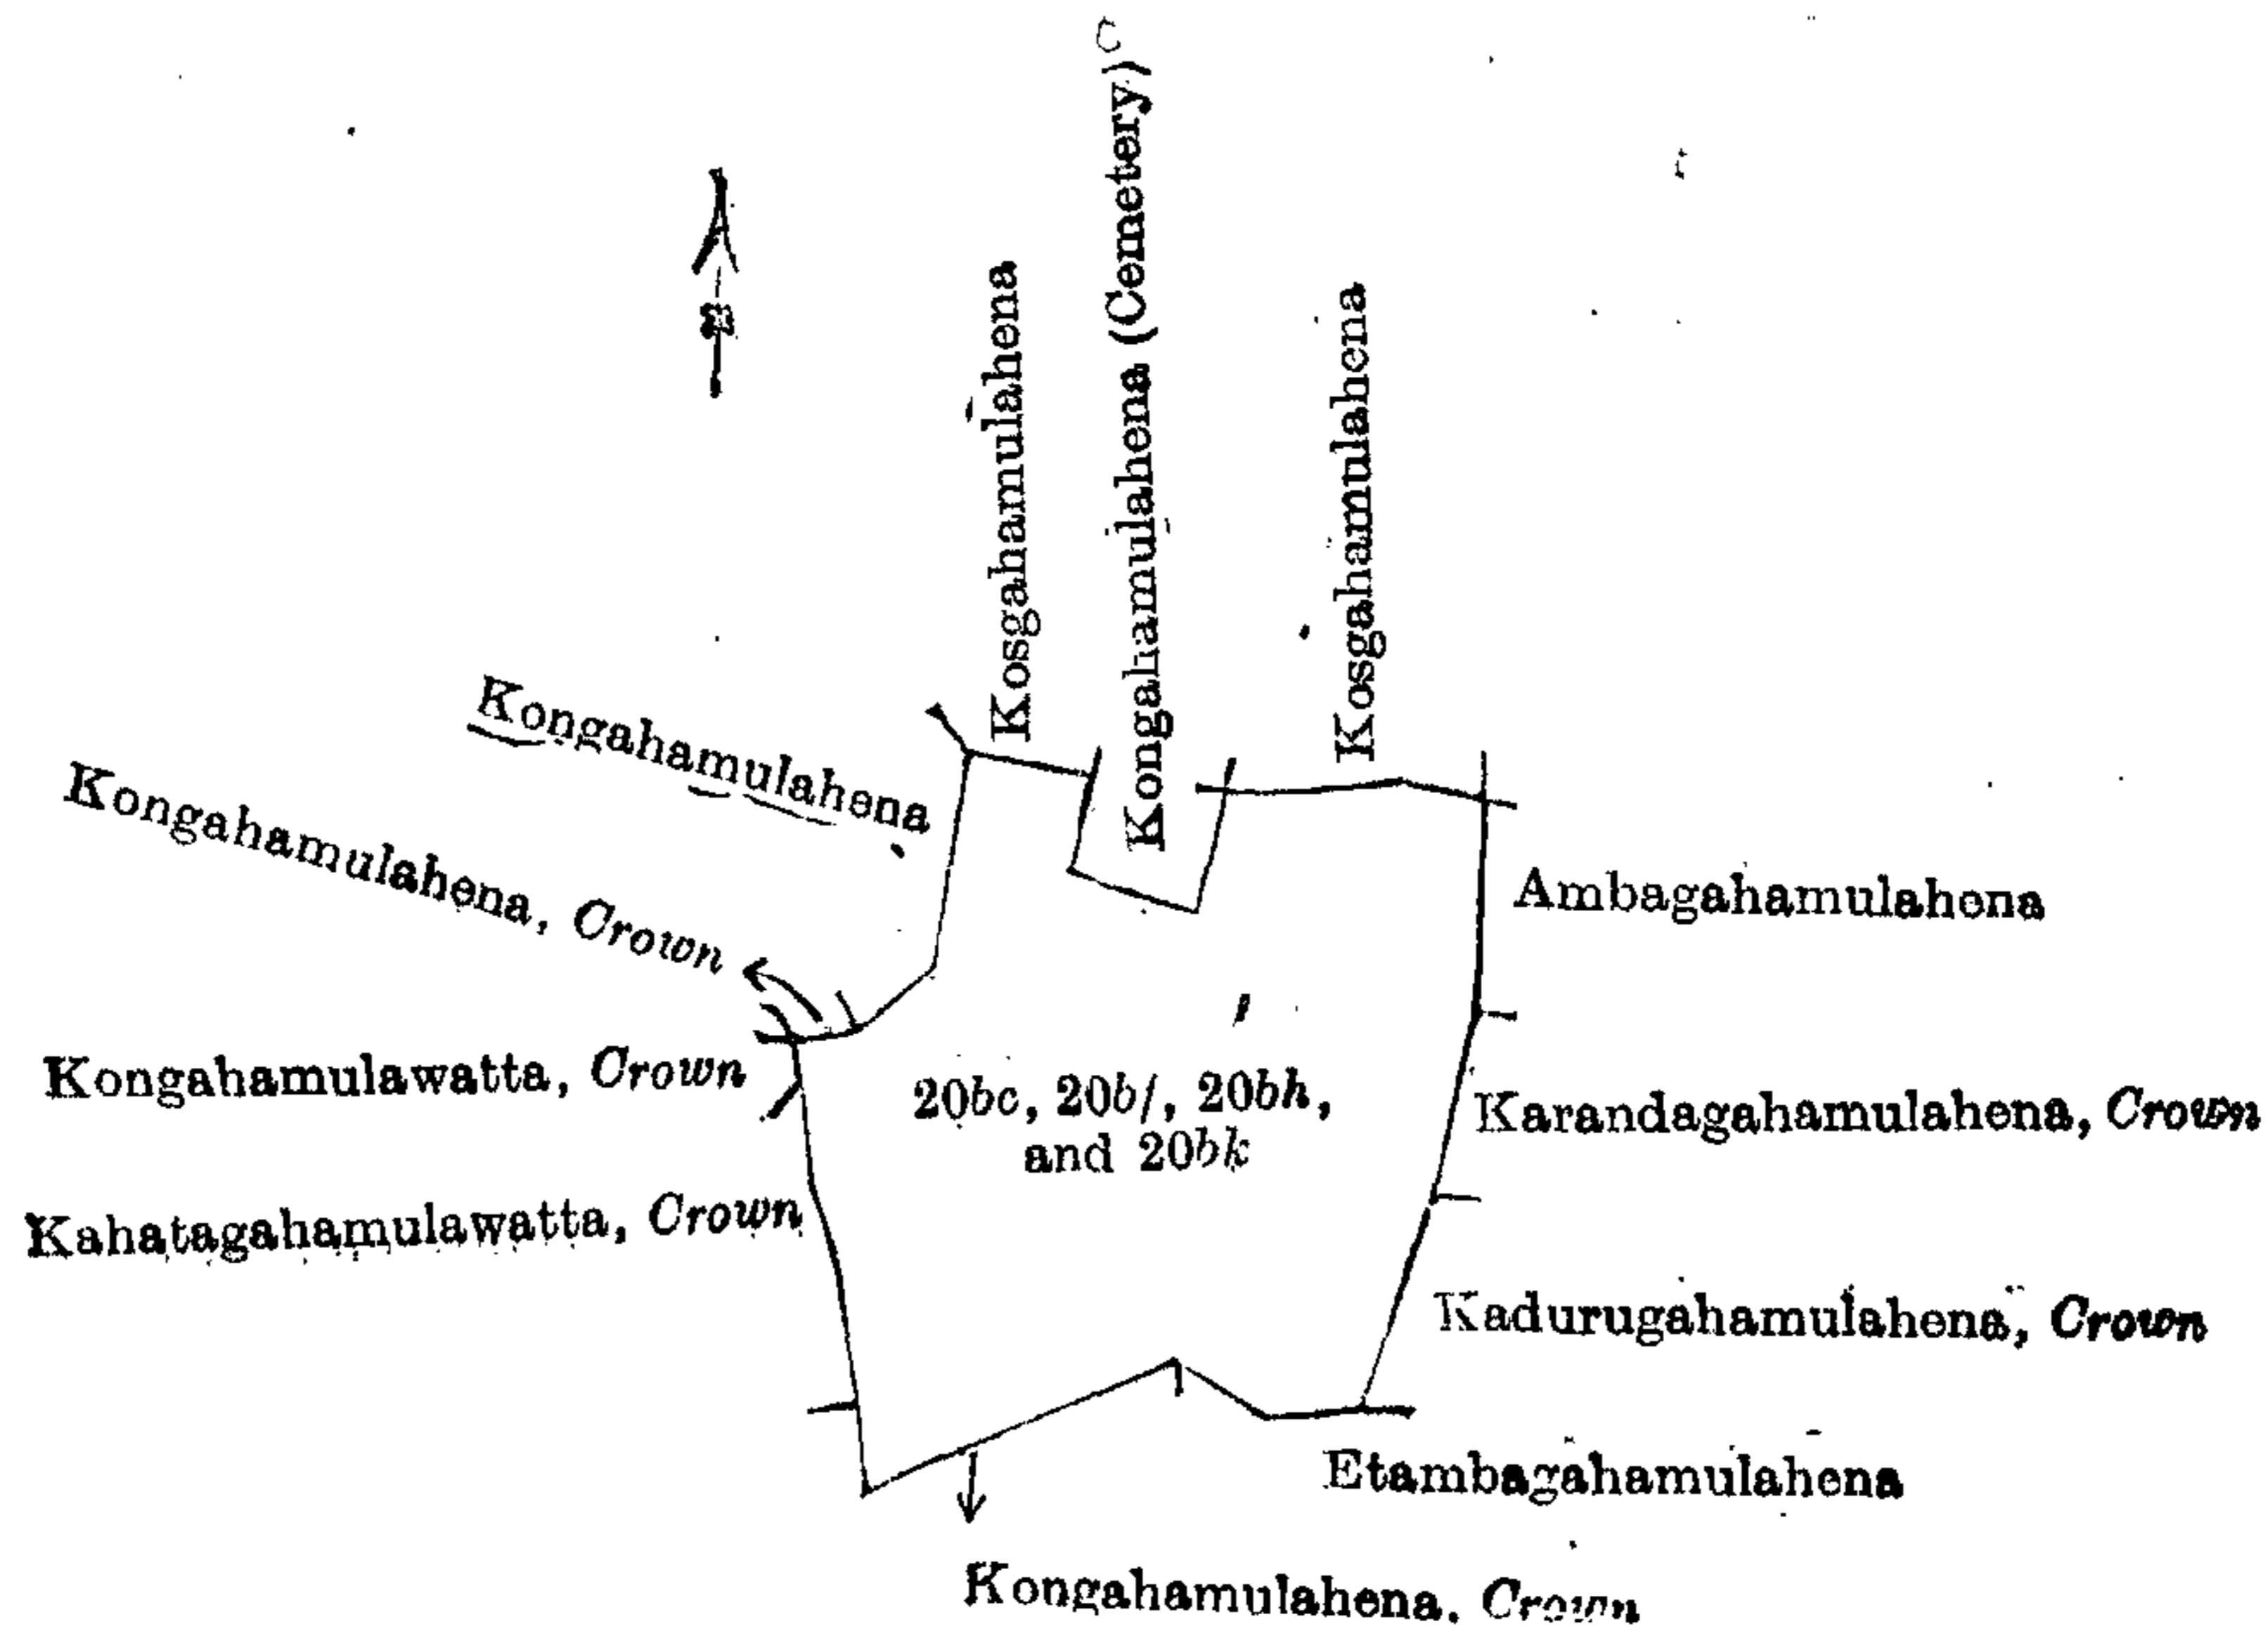 Kosgahamulahena
Kongahamulahena (Cemetery)
Kosgahamulahena
Kongahamulahena
Kongahamulahena, Crown
Ambagahamulahena
Kongahamulawatta, Crown
20bc, 20bf, 20bh,
and 20bk
Karandagahamulahena, Crown
Kahatagahamulawatta, Crown
Kadurugahamulahena, Crown
Etambagahamulahena
Kongahamulahena, Crown